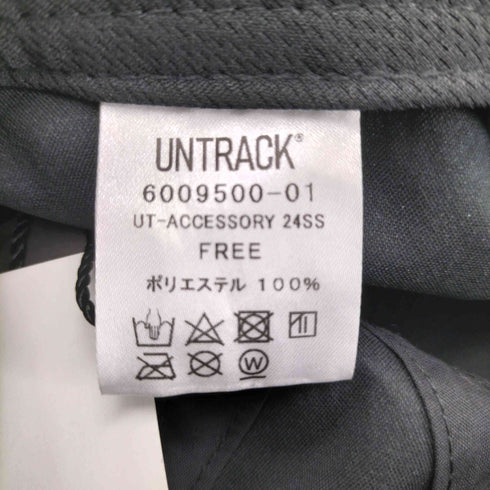 UNTRACK®
6009500-01
UT-ACCESSORY 24SS
FREE
ポリエステル 100%
W